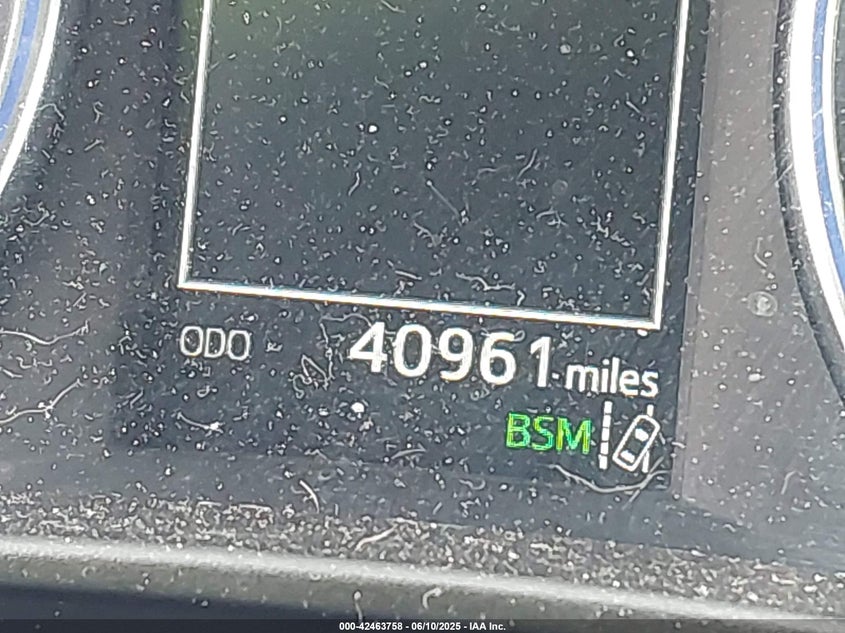 ODO 40961 miles
BSM
000-42463758 - 06/10/2025 - IAA Inc.